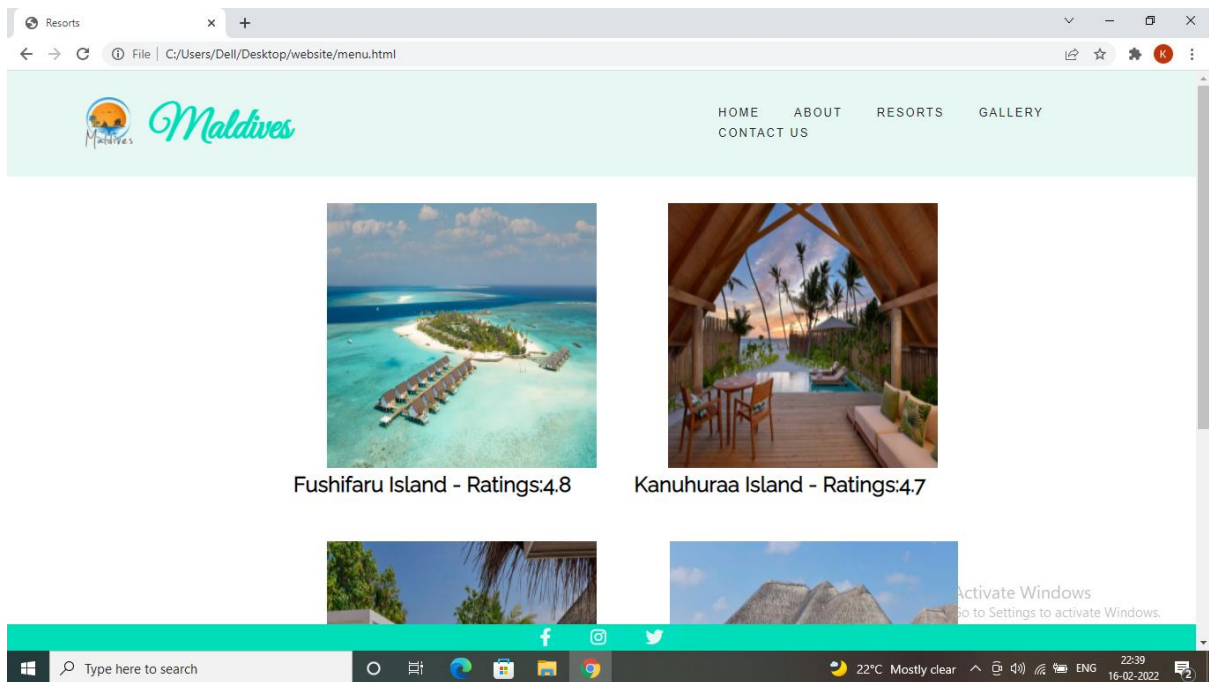 Resorts
File | C:/Users/Dell/Desktop/website/menu.html
K
Maldives
Maldives
HOME ABOUT RESORTS GALLERY
CONTACT US
Fushifaru Island - Ratings:4.8
Kanuhuraa Island - Ratings:4.7
Activate Windows
Go to Settings to activate Windows.
Type here to search
22°C Mostly clear
ENG
22:39
16-02-2022
2